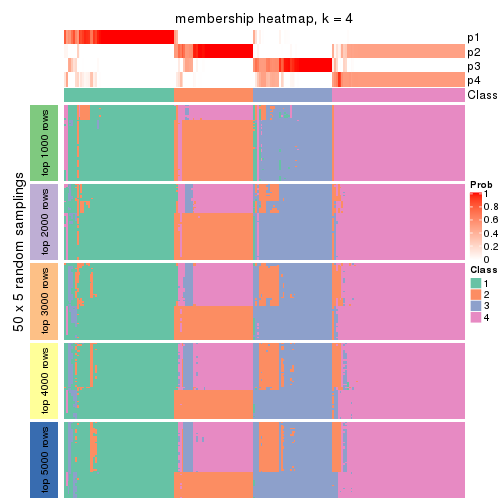 membership heatmap, k = 4
p1
p2
p3
p4
Class
50 x 5 random samplings
top 1000 rows
top 2000 rows
top 3000 rows
top 4000 rows
top 5000 rows
Prob
1
0.8
0.6
0.4
0.2
0
Class
1
2
3
4